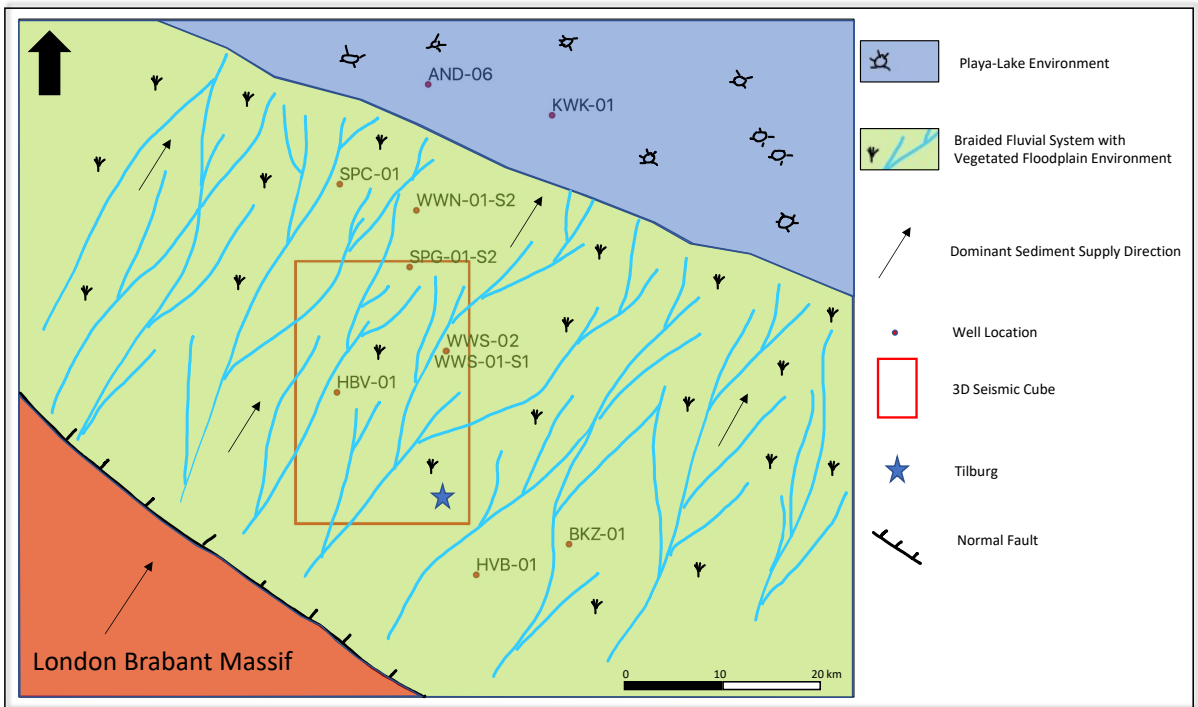 AND-06
KWK-01
SPC-01
WWN-01-S2
SPG-01-S2
WWS-02
WWS-01-S1
HBV-01
BKZ-01
HVB-01
London Brabant Massif
0 10 20 km
Playa-Lake Environment
Braided Fluvial System with
Vegetated Floodplain Environment
Dominant Sediment Supply Direction
Well Location
3D Seismic Cube
Tilburg
Normal Fault